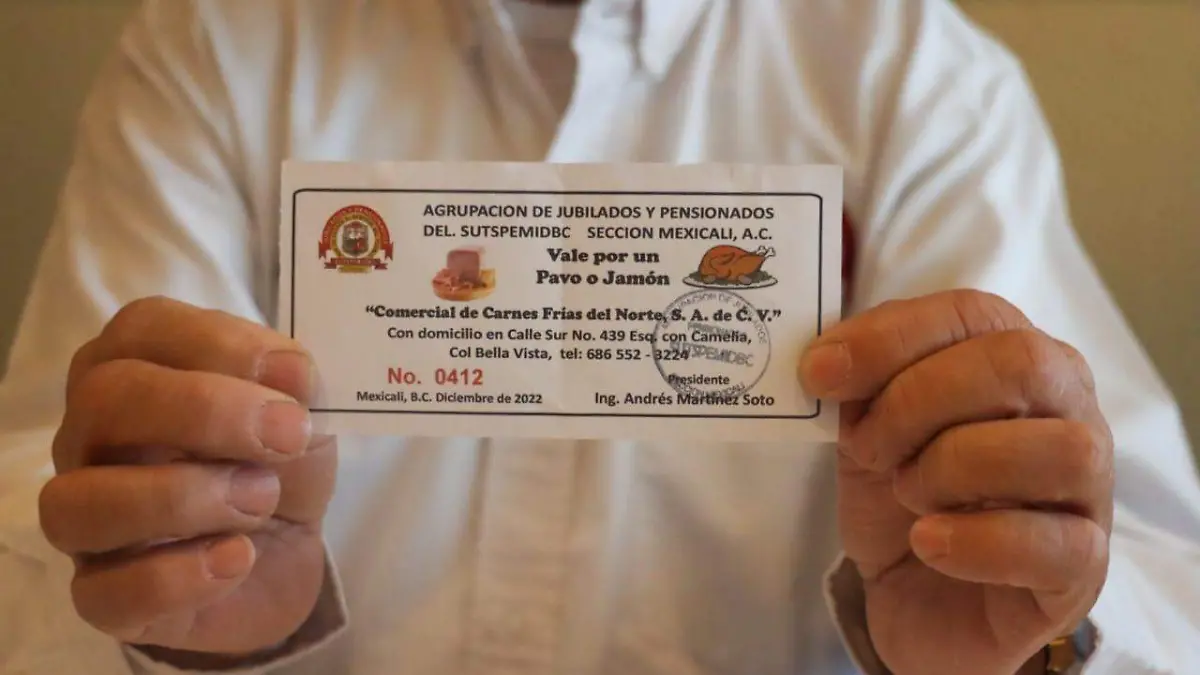 AGRUPACION DE JUBILADOS Y PENSIONADOS
DEL. SUTSPEMIDBC SECCION MEXICALI, A.C.
Vale por un
Pavo o Jamón
"Comercial de Carnes Frias del Norte, S. A. de C. V."
Con domicilio en Calle Sur No. 439 Esq. con Camelia,
Col Bella Vista, tel: 686 552 - 3224
No. 0412
Presidente
Mexicali, B.C. Diciembre de 2022
Ing. Andrés Martinez Soto
SUTSPEMIDBC